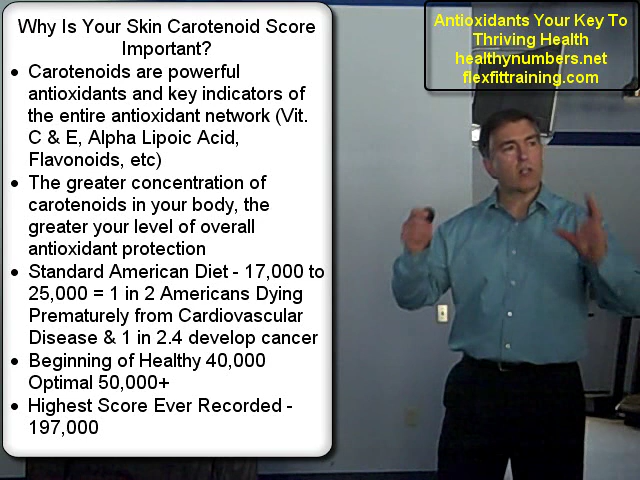 Why Is Your Skin Carotenoid Score
Important?
• Carotenoids are powerful
antioxidants and key indicators of
the entire antioxidant network (Vit.
C & E, Alpha Lipoic Acid,
Flavonoids, etc)
• The greater concentration of
carotenoids in your body, the
greater your level of overall
antioxidant protection
• Standard American Diet - 17,000 to
25,000 = 1 in 2 Americans Dying
Prematurely from Cardiovascular
Disease & 1 in 2.4 develop cancer
• Beginning of Healthy 40,000
Optimal 50,000+
• Highest Score Ever Recorded -
197,000
Antioxidants Your Key To
Thriving Health
healthynumbers.net
flexfittraining.com